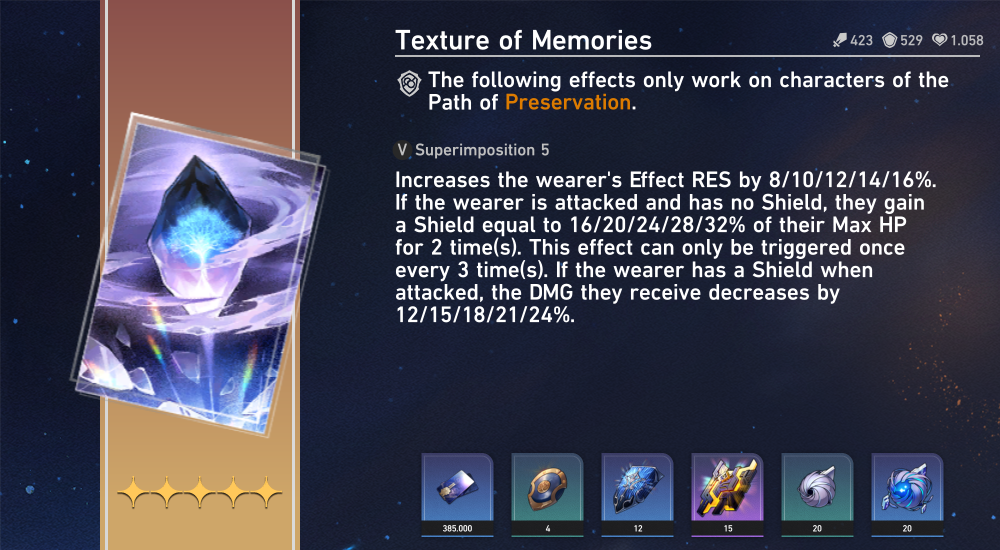 Texture of Memories
423 529 1.058
The following effects only work on characters of the
Path of Preservation.
V Superimposition 5
Increases the wearer's Effect RES by 8/10/12/14/16%.
If the wearer is attacked and has no Shield, they gain
a Shield equal to 16/20/24/28/32% of their Max HP
for 2 time(s). This effect can only be triggered once
every 3 time(s). If the wearer has a Shield when
attacked, the DMG they receive decreases by
12/15/18/21/24%.
385.000 4 12 15 20 20